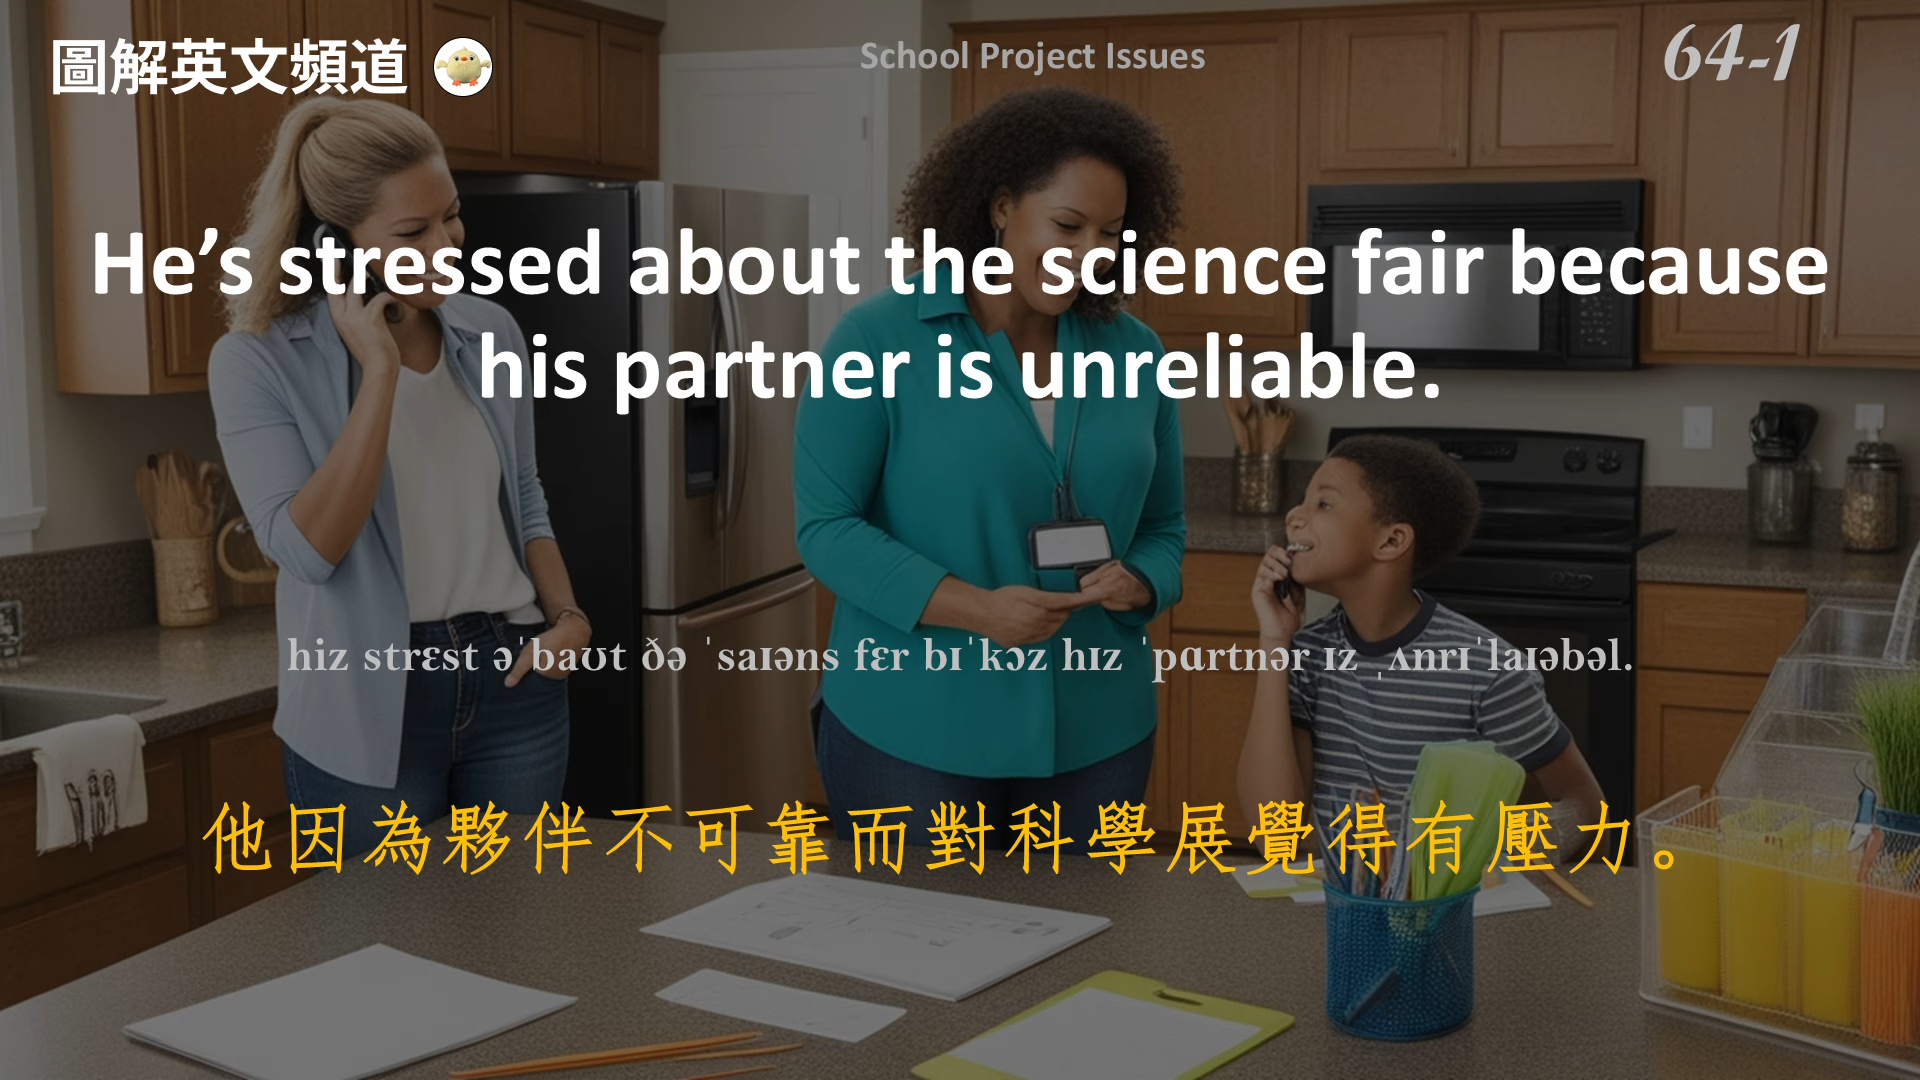 圖解英文頻道
School Project Issues
64-1
He’s stressed about the science fair because
his partner is unreliable.
hiz strɛst əˈbaʊt ðə ˈsaɪəns fɛr bɪˈkɔz hɪz ˈpɑrtnər ɪz ˌʌnrɪˈlaɪəbəl.
他因為夥伴不可靠而對科學展覺得有壓力。